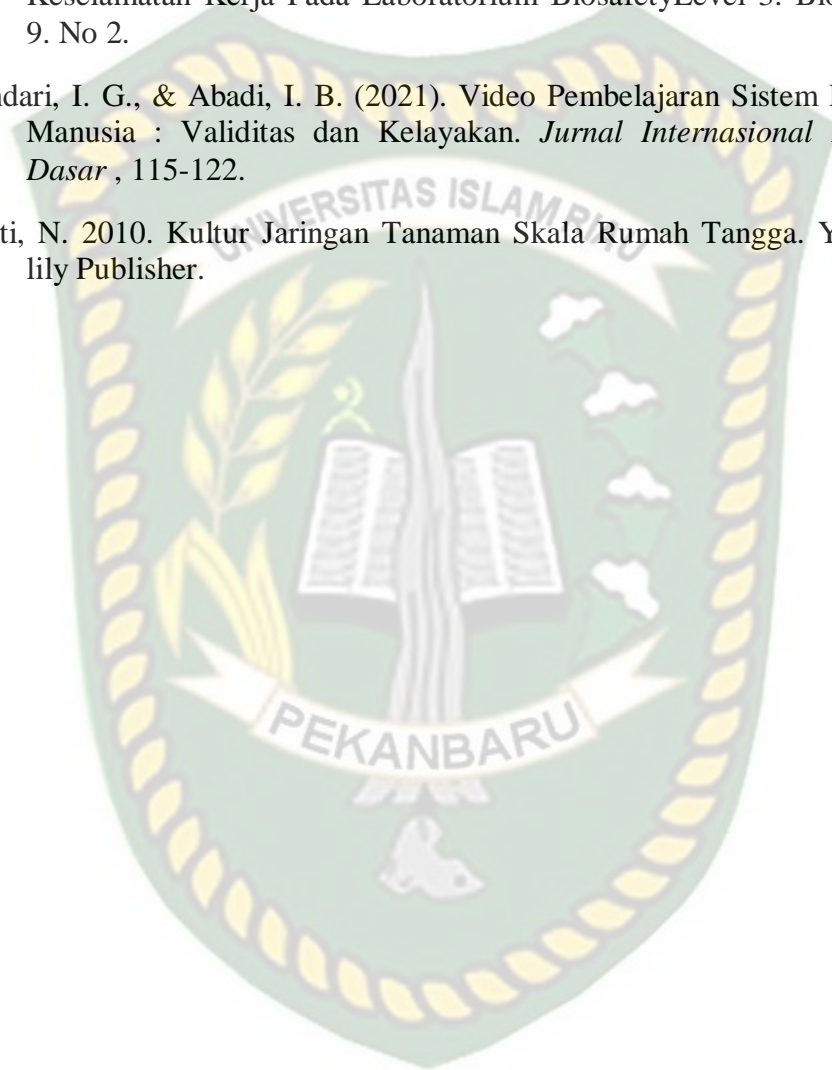 Keselamatan Kerja Pada Laboratorium BiosafetyLevel 3. Bio
9. No 2.
ndari, I. G., & Abadi, I. B. (2021). Video Pembelajaran Sistem
Manusia : Validitas dan Kelayakan. Jurnal Internasional
Dasar , 115-122.
ti, N. 2010. Kultur Jaringan Tanaman Skala Rumah Tangga. Y
lily Publisher.
UNIVERSITAS ISLAM RIAU
PEKANBARU